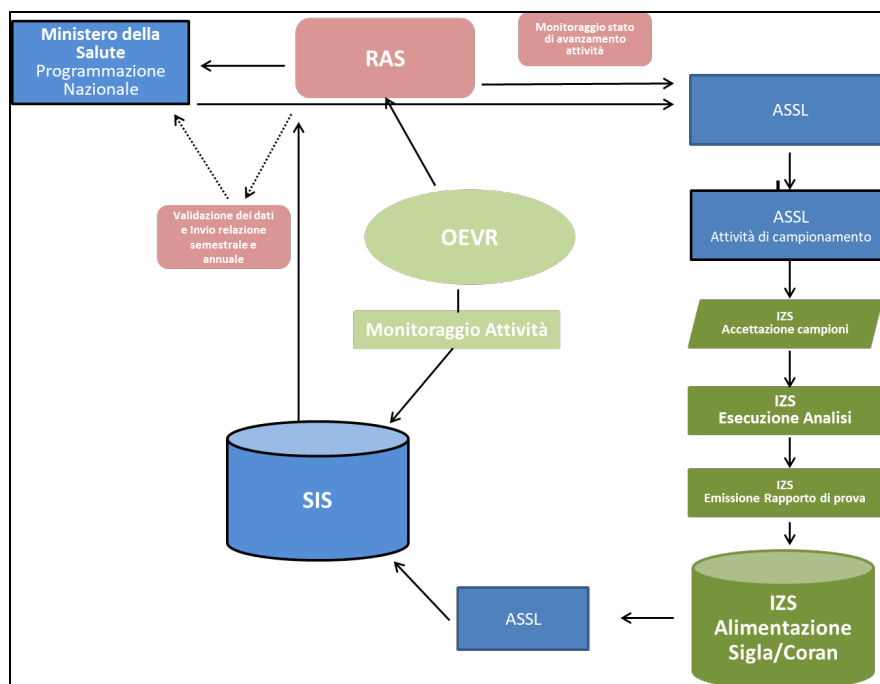 Ministero della
Salute
Programmazione
Nazionale
RAS
Monitoraggio stato
di avanzamento
attività
ASSL
ASSL
Attività di campionamento
Validazione dei dati
e Invio relazione
semestrale e
annuale
OEVR
Monitoraggio Attività
IZS
Accettazione campioni
IZS
Esecuzione Analisi
IZS
Emissione Rapporto di prova
SIS
ASSL
IZS
Alimentazione
Sigla/Coran